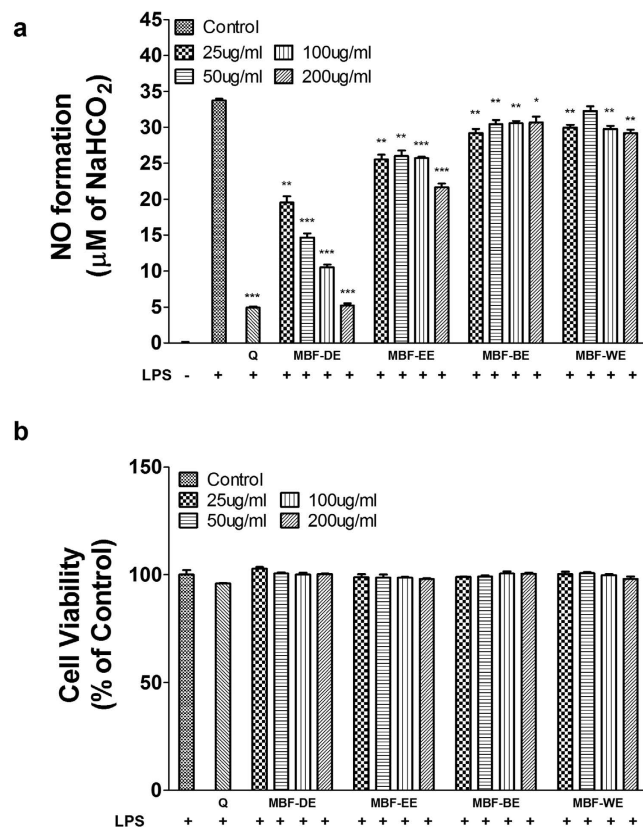 a
Control
25ug/ml 100ug/ml
50ug/ml 200ug/ml
NO formation
(μM of NaHCO₂)
45
40
35
30
25
20
15
10
5
0
*** ** *** *** *** ** ** *** *** ** ** ** * ** ** **
Q MBF-DE MBF-EE MBF-BE MBF-WE
LPS - + + + + + + + + + + + + + + + + + +
b
Control
25ug/ml 100ug/ml
50ug/ml 200ug/ml
Cell Viability
(% of Control)
150
100
50
0
Q MBF-DE MBF-EE MBF-BE MBF-WE
LPS + + + + + + + + + + + + + + + + + +